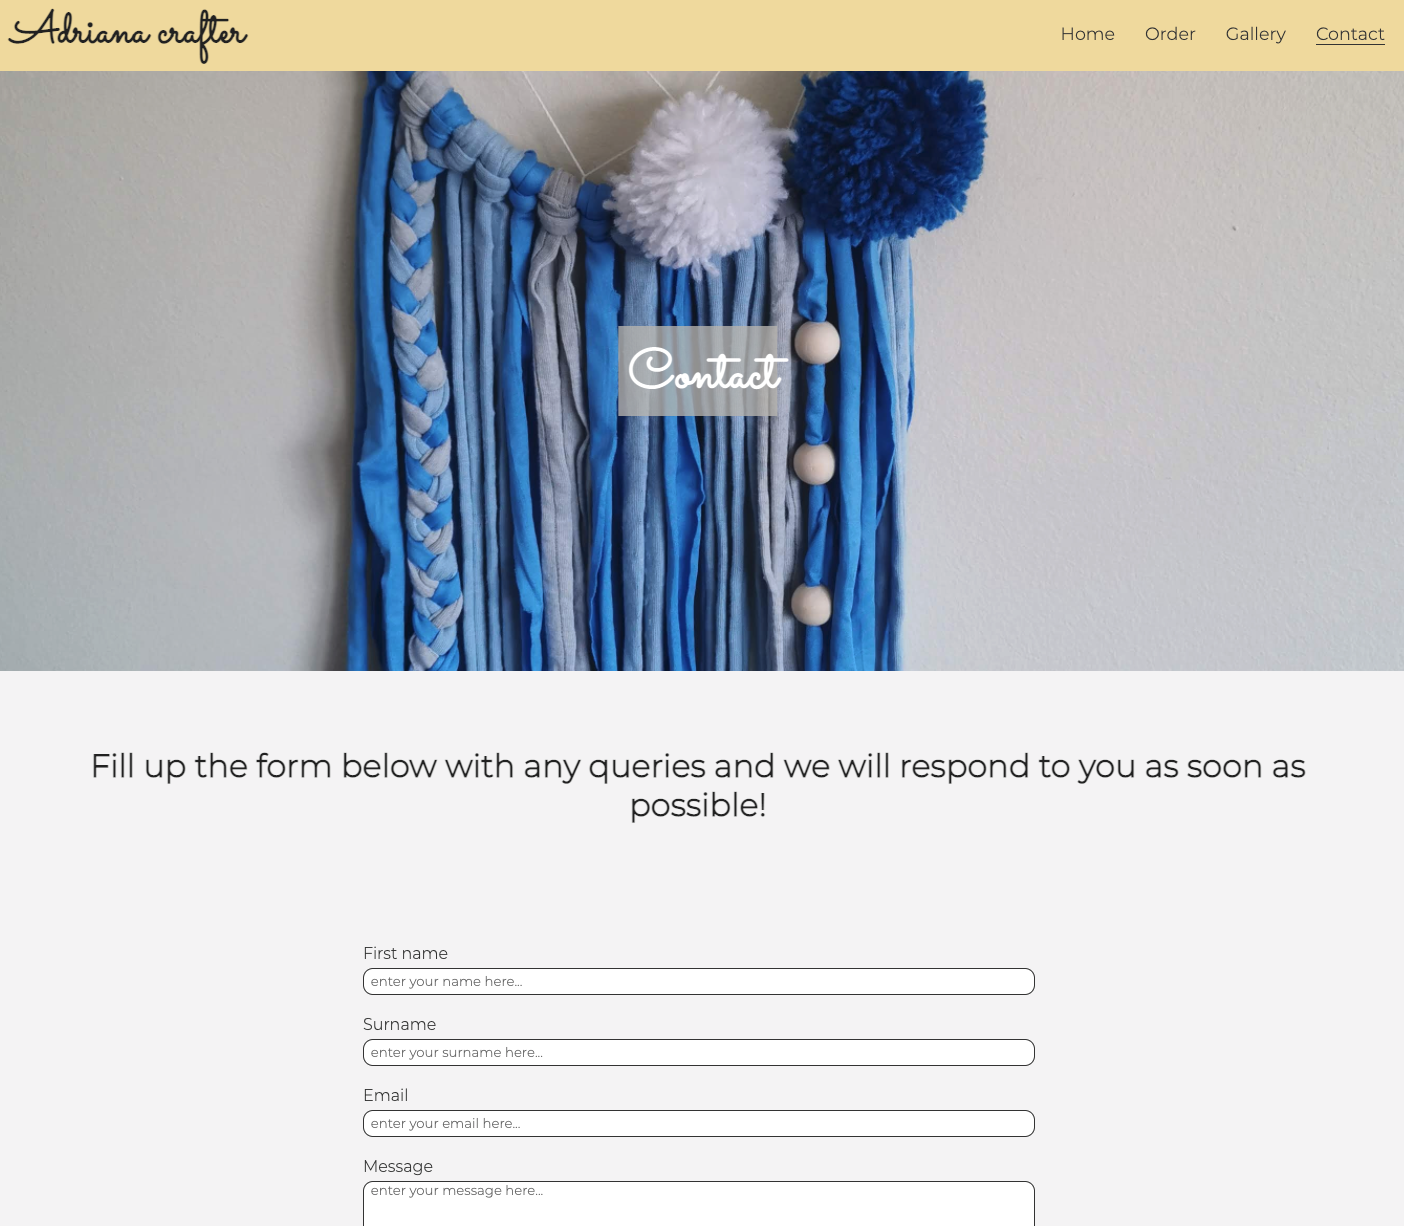 Adriana crafter
Home Order Gallery Contact
Contact
Fill up the form below with any queries and we will respond to you as soon as
possible!
First name
enter your name here...
Surname
enter your surname here...
Email
enter your email here...
Message
enter your message here...